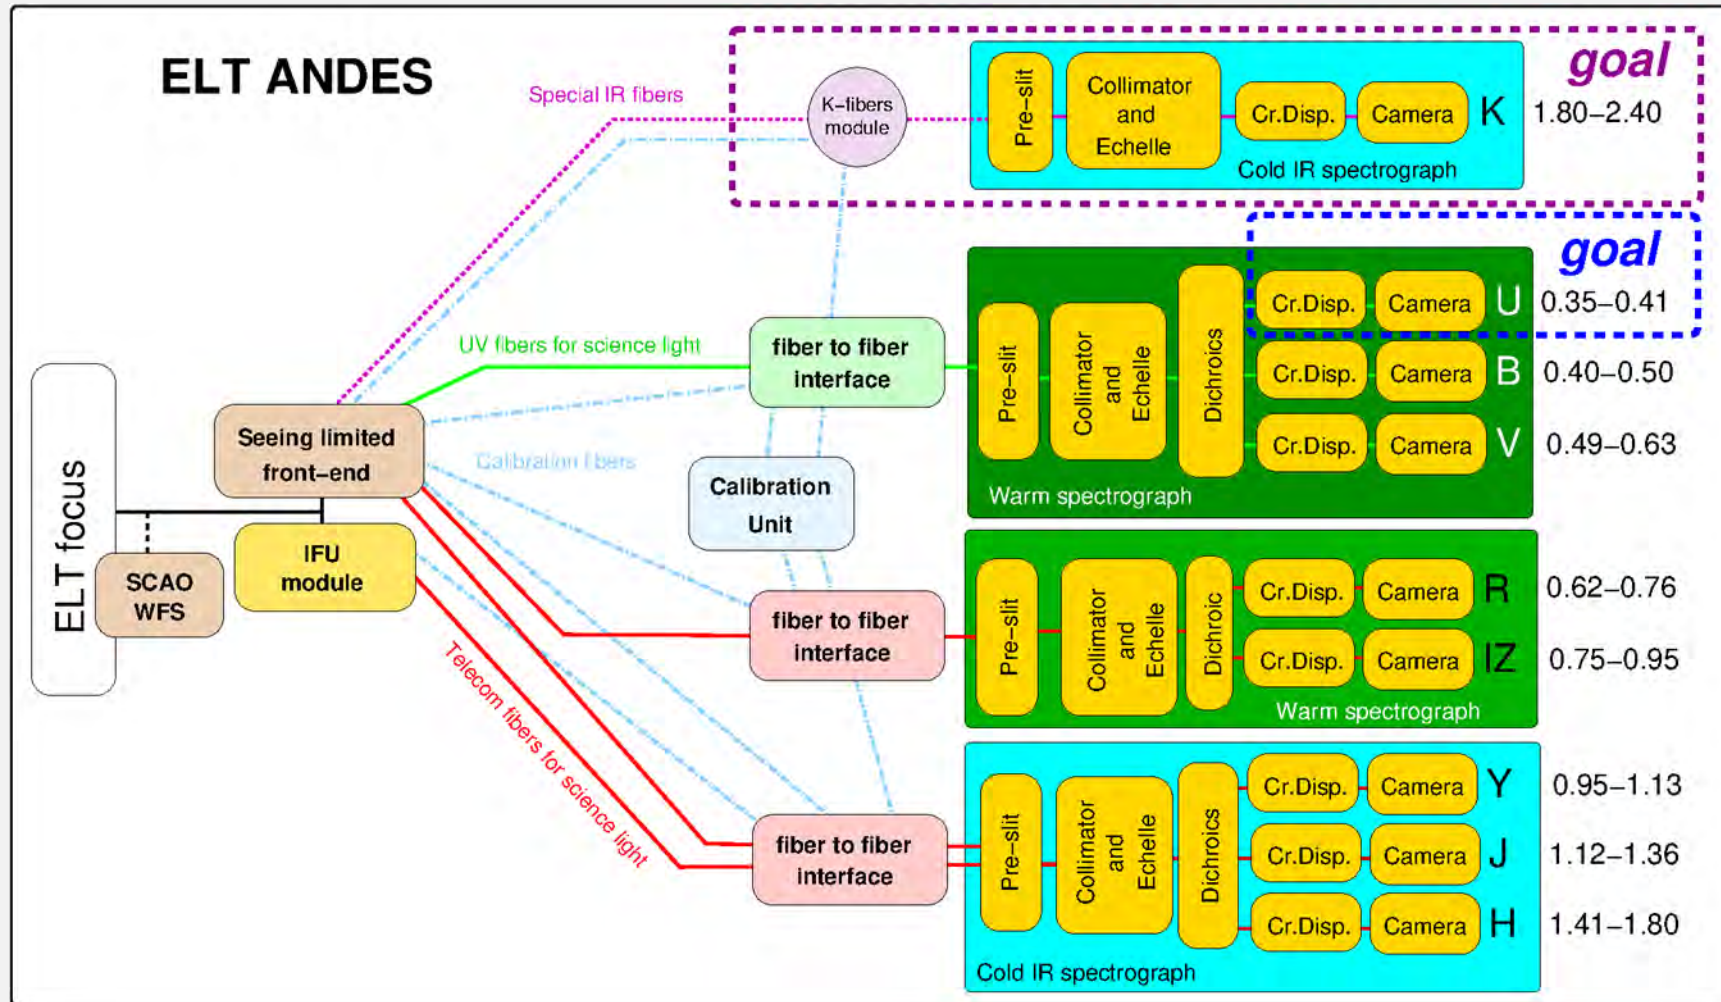 ELT ANDES
goal
Special IR fibers
K-fibers
module
Pre-slit
Collimator
and
Echelle
Cr.Disp.
Camera
K
1.80-2.40
Cold IR spectrograph
goal
UV fibers for science light
fiber to fiber
interface
Pre-slit
Collimator
and
Echelle
Dichroics
Cr.Disp.
Camera
U
0.35-0.41
Cr.Disp.
Camera
B
0.40-0.50
Cr.Disp.
Camera
V
0.49-0.63
Warm spectrograph
ELT focus
Seeing limited
front-end
Calibration fibers
Calibration
Unit
SCAO
WFS
IFU
module
fiber to fiber
interface
Pre-slit
Collimator
and
Echelle
Dichroic
Cr.Disp.
Camera
R
0.62-0.76
Cr.Disp.
Camera
IZ
0.75-0.95
Warm spectrograph
Telecom fibers for science light
fiber to fiber
interface
Pre-slit
Collimator
and
Echelle
Dichroics
Cr.Disp.
Camera
Y
0.95-1.13
Cr.Disp.
Camera
J
1.12-1.36
Cr.Disp.
Camera
H
1.41-1.80
Cold IR spectrograph